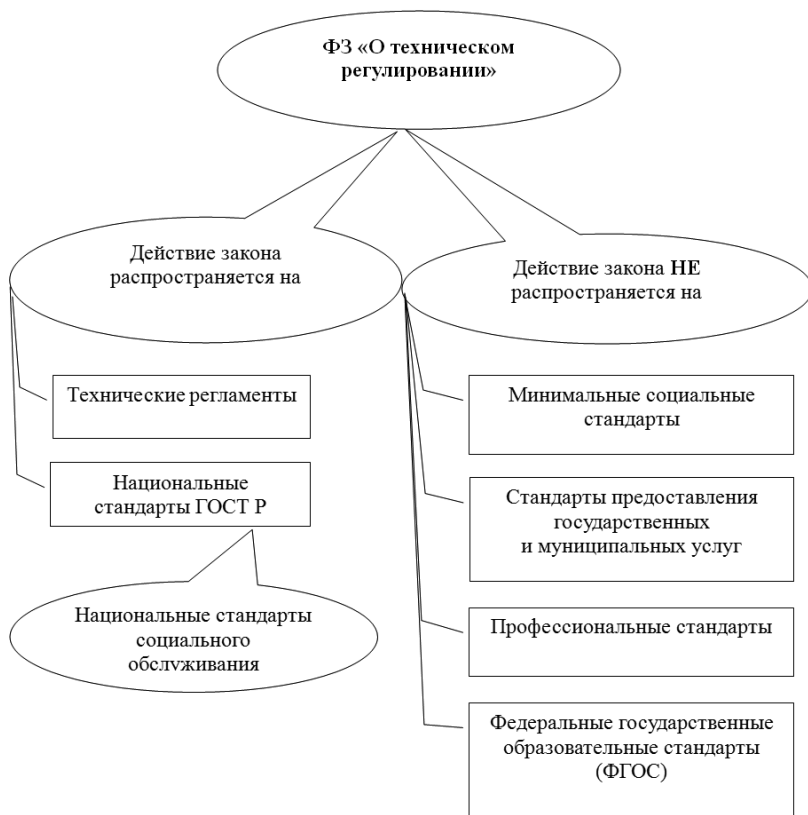 ФЗ «О техническом
регулировании»
Действие закона
распространяется на
Технические регламенты
Национальные
стандарты ГОСТ Р
Национальные стандарты
социального
обслуживания
Действие закона НЕ
распространяется на
Минимальные социальные
стандарты
Стандарты предоставления
государственных
и муниципальных услуг
Профессиональные стандарты
Федеральные государственные
образовательные стандарты
(ФГОС)